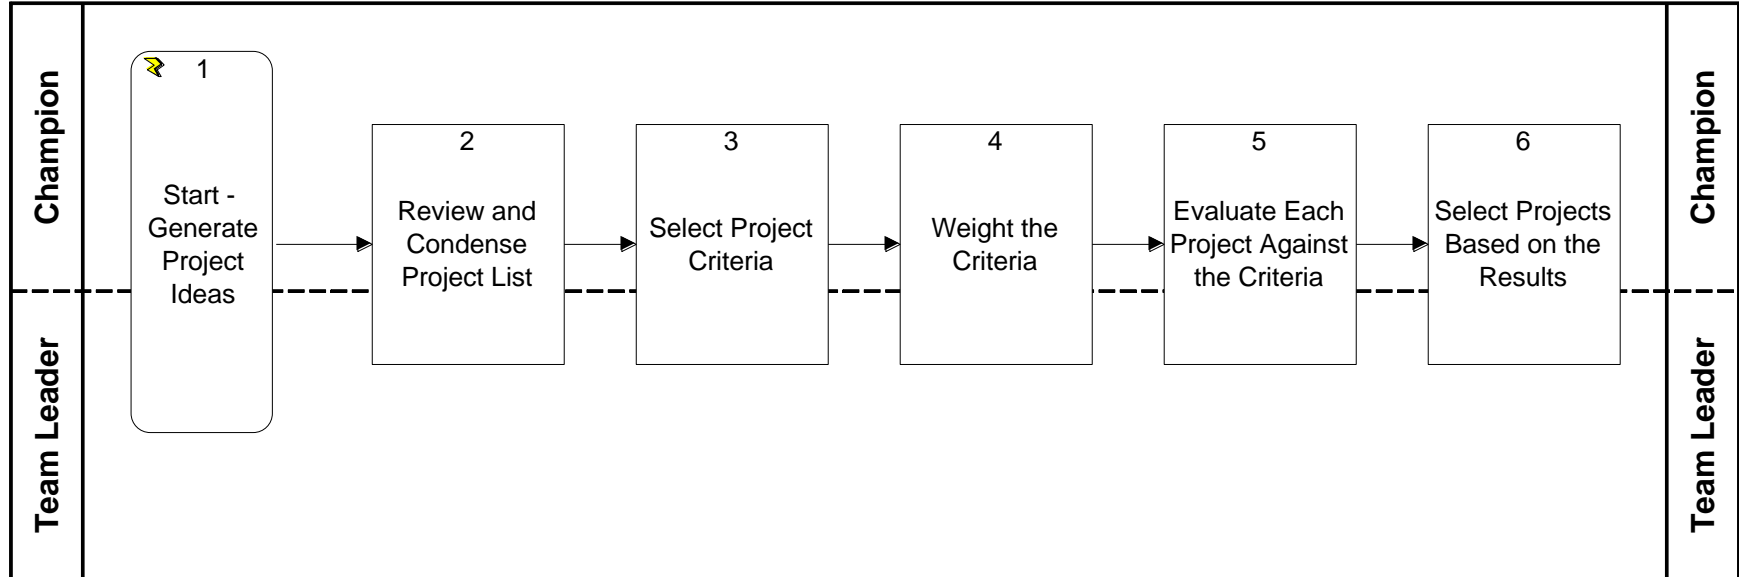 Champion
Team Leader
1
Start -
Generate
Project
Ideas
2
Review and
Condense
Project List
3
Select Project
Criteria
4
Weight the
Criteria
5
Evaluate Each
Project Against
the Criteria
6
Select Projects
Based on the
Results
Champion
Team Leader